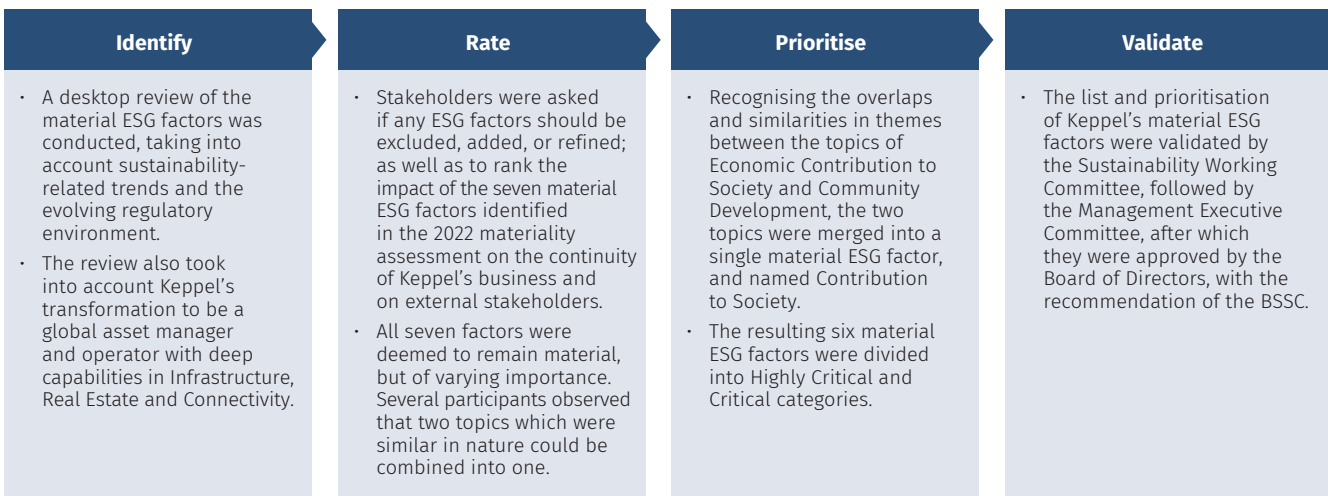 Identify
• A desktop review of the
material ESG factors was
conducted, taking into
account sustainability-
related trends and the
evolving regulatory
environment.
• The review also took
into account Keppel’s
transformation to be a
global asset manager
and operator with deep
capabilities in Infrastructure,
Real Estate and Connectivity.
Rate
• Stakeholders were asked
if any ESG factors should be
excluded, added, or refined;
as well as to rank the
impact of the seven material
ESG factors identified
in the 2022 materiality
assessment on the continuity
of Keppel’s business and
on external stakeholders.
• All seven factors were
deemed to remain material,
but of varying importance.
Several participants observed
that two topics which were
similar in nature could be
combined into one.
Prioritise
• Recognising the overlaps
and similarities in themes
between the topics of
Economic Contribution to
Society and Community
Development, the two
topics were merged into a
single material ESG factor,
and named Contribution
to Society.
• The resulting six material
ESG factors were divided
into Highly Critical and
Critical categories.
Validate
• The list and prioritisation
of Keppel’s material ESG
factors were validated by
the Sustainability Working
Committee, followed by
the Management Executive
Committee, after which
they were approved by the
Board of Directors, with the
recommendation of the BSSC.